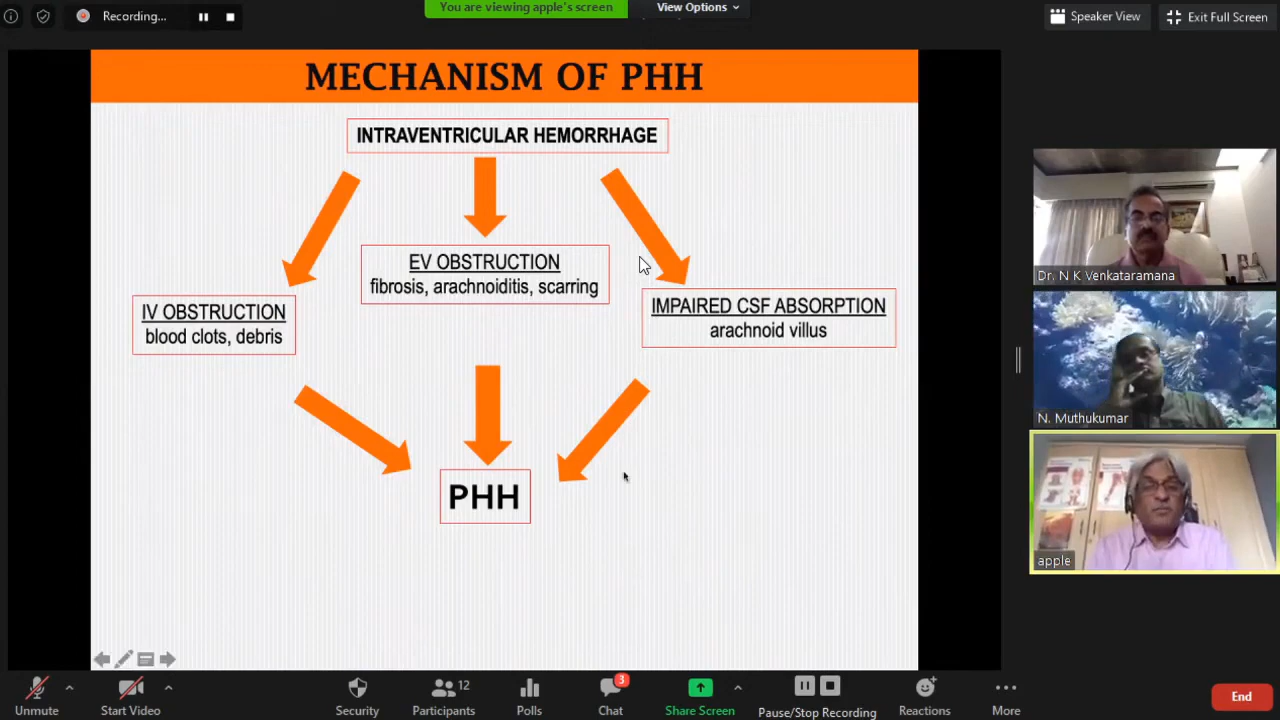 Recording...
You are viewing apple's screen
View Options
Speaker View
Exit Full Screen
MECHANISM OF PHH
INTRAVENTRICULAR HEMORRHAGE
EV OBSTRUCTION
fibrosis, arachnoiditis, scarring
IV OBSTRUCTION
blood clots, debris
IMPAIRED CSF ABSORPTION
arachnoid villus
PHH
Dr. N K Venkataramana
N. Muthukumar
apple
Unmute
Start Video
Security
Participants
12
Polls
Chat
3
Share Screen
Pause/Stop Recording
Reactions
More
End